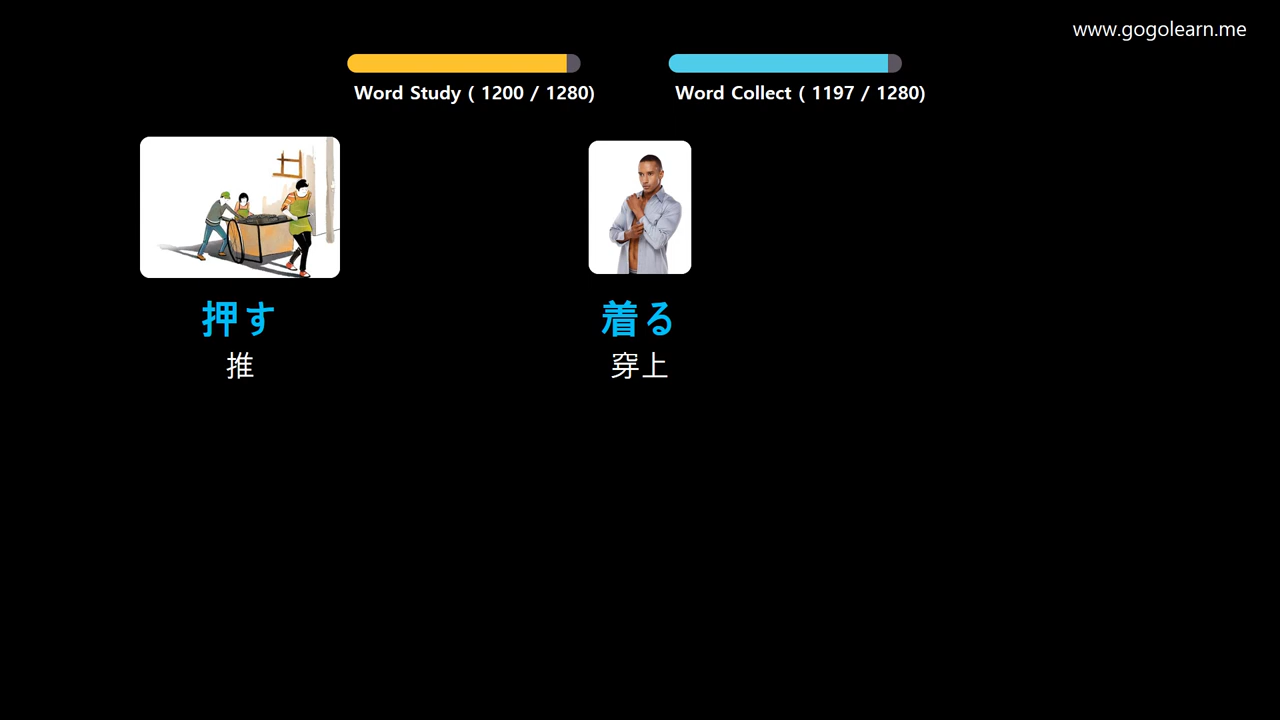 www.gogolearn.me
Word Study ( 1200 / 1280)
Word Collect ( 1197 / 1280)
押す
着る
推
穿上